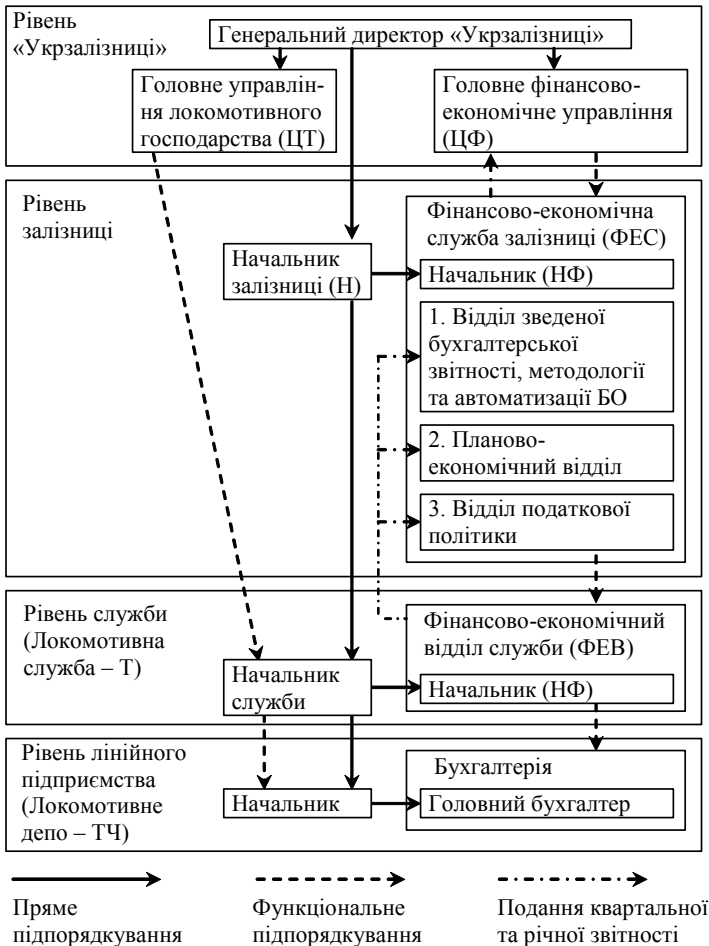 Рівень
«Укрзалізниці»
Генеральний директор «Укрзалізниці»
Головне управлін-
ня локомотивного
господарства (ЦТ)
Головне фінансово-
економічне управління
(ЦФ)
Рівень
залізниці
Фінансово-економічна
служба залізниці (ФЕС)
Начальник
залізниці (Н)
Начальник (НФ)
1. Відділ зведеної
бухгалтерської
звітності, методології
та автоматизації БО
2. Планово-
економічний відділ
3. Відділ податкової
політики
Рівень служби
(Локомотивна
служба – Т)
Фінансово-економічний
відділ служби (ФЕВ)
Начальник
служби
Начальник (НФ)
Рівень лінійного
підприємства
(Локомотивне
депо – ТЧ)
Бухгалтерія
Начальник
Головний бухгалтер
Пряме
підпорядкування
Функціональне
підпорядкування
Подання квартальної
та річної звітності